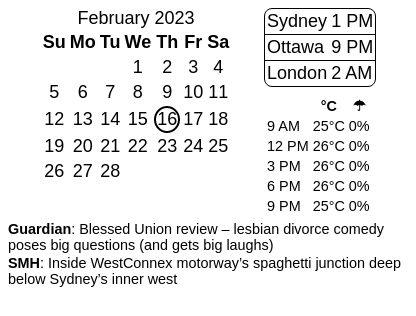 February 2023
Su Mo Tu We Th Fr Sa
1 2 3 4
5 6 7 8 9 10 11
12 13 14 15 16 17 18
19 20 21 22 23 24 25
26 27 28
Sydney 1 PM
Ottawa 9 PM
London 2 AM
°C ☂
9 AM 25°C 0%
12 PM 26°C 0%
3 PM 26°C 0%
6 PM 26°C 0%
9 PM 25°C 0%
Guardian: Blessed Union review – lesbian divorce comedy
poses big questions (and gets big laughs)
SMH: Inside WestConnex motorway’s spaghetti junction deep
below Sydney’s inner west